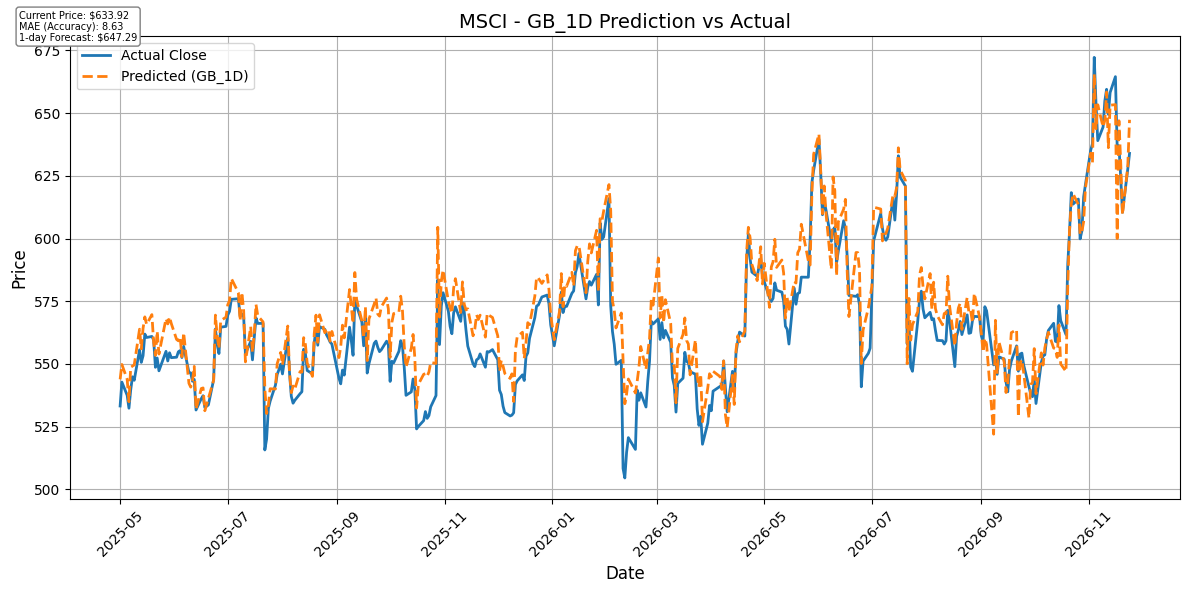 MSCI - GB_1D Prediction vs Actual
Current Price: $633.92
MAE (Accuracy): 8.63
1-day Forecast: $647.29
Actual Close
Predicted (GB_1D)
Price
675
650
625
600
575
550
525
500
2025-05
2025-07
2025-09
2025-11
2026-01
2026-03
2026-05
2026-07
2026-09
2026-11
Date